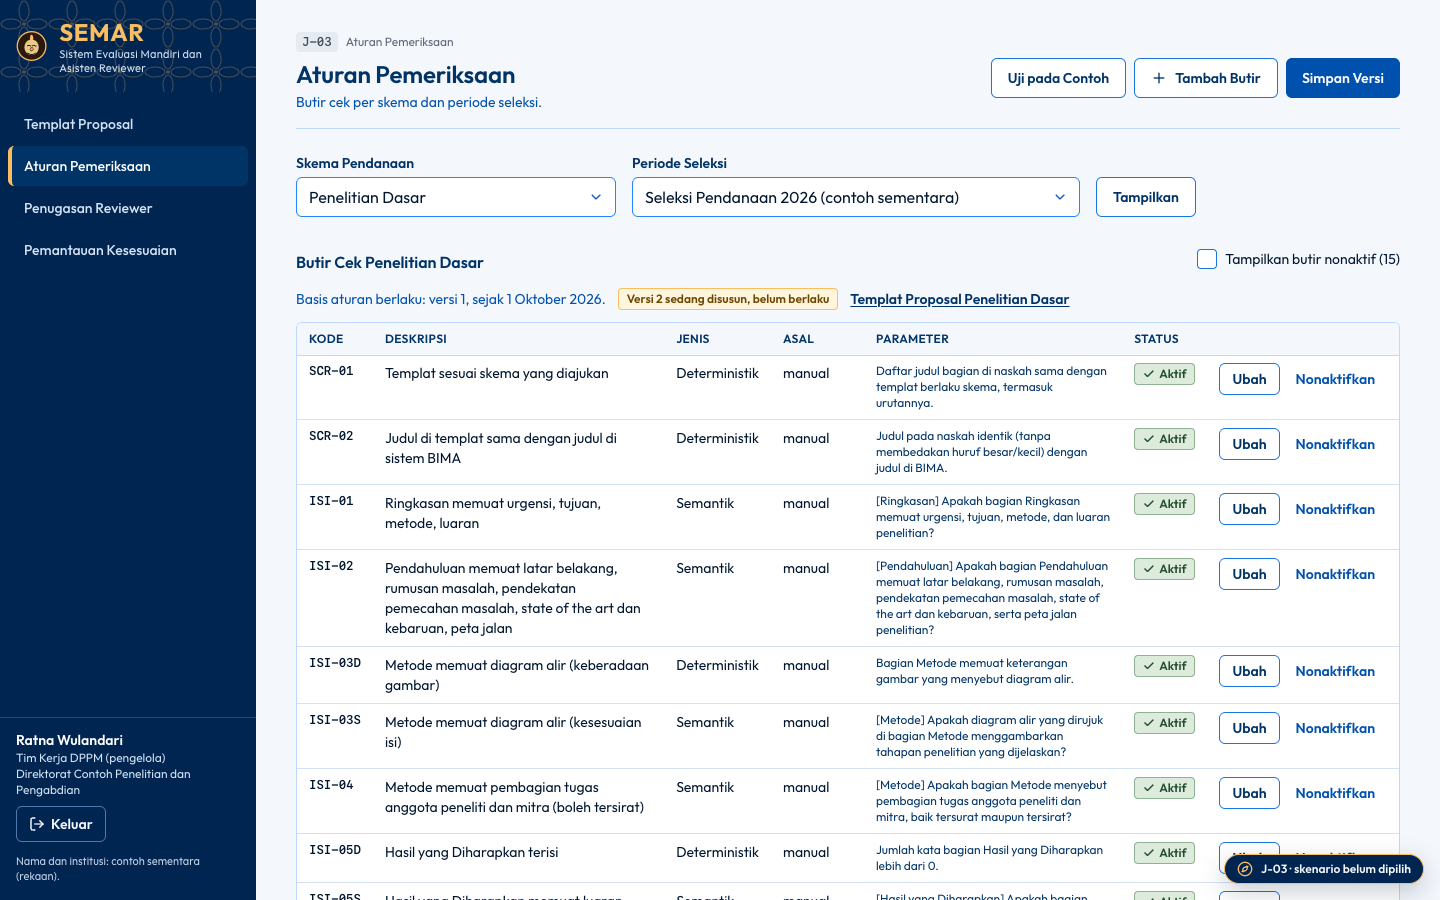 SEMAR
Sistem Evaluasi Mandiri dan
Asisten Reviewer
Templat Proposal
Aturan Pemeriksaan
Penugasan Reviewer
Pemantauan Kesesuaian
Ratna Wulandari
Tim Kerja DPPM (pengelola)
Direktorat Contoh Penelitian dan
Pengabdian
Keluar
Nama dan institusi: contoh sementara
(rekaan).
J-03 Aturan Pemeriksaan
Aturan Pemeriksaan
Butir cek per skema dan periode seleksi.
Uji pada Contoh
Tambah Butir
Simpan Versi
Skema Pendanaan
Penelitian Dasar
Periode Seleksi
Seleksi Pendanaan 2026 (contoh sementara)
Tampilkan
Butir Cek Penelitian Dasar
Tampilkan butir nonaktif (15)
Basis aturan berlaku: versi 1, sejak 1 Oktober 2026. Versi 2 sedang disusun, belum berlaku Templat Proposal Penelitian Dasar
KODE DESKRIPSI JENIS ASAL PARAMETER STATUS
SCR-01 Templat sesuai skema yang diajukan Deterministik manual
Daftar judul bagian di naskah sama dengan
templat berlaku skema, termasuk
urutannya.
Aktif Ubah Nonaktifkan
SCR-02
Judul di templat sama dengan judul di
sistem BIMA
Deterministik manual
Judul pada naskah identik (tanpa
membedakan huruf besar/kecil) dengan
judul di BIMA.
Aktif Ubah Nonaktifkan
ISI-01
Ringkasan memuat urgensi, tujuan,
metode, luaran
Semantik manual
[Ringkasan] Apakah bagian Ringkasan
memuat urgensi, tujuan, metode, dan luaran
penelitian?
Aktif Ubah Nonaktifkan
ISI-02
Pendahuluan memuat latar belakang,
rumusan masalah, pendekatan
pemecahan masalah, state of the art dan
kebaruan, peta jalan
Semantik manual
[Pendahuluan] Apakah bagian Pendahuluan
memuat latar belakang, rumusan masalah,
pendekatan pemecahan masalah, state of
the art dan kebaruan, serta peta jalan
penelitian?
Aktif Ubah Nonaktifkan
ISI-03D
Metode memuat diagram alir (keberadaan
gambar)
Deterministik manual
Bagian Metode memuat keterangan
gambar yang menyebut diagram alir.
Aktif Ubah Nonaktifkan
ISI-03S
Metode memuat diagram alir (kesesuaian
isi)
Semantik manual
[Metode] Apakah diagram alir yang dirujuk
di bagian Metode menggambarkan
tahapan penelitian yang dijelaskan?
Aktif Ubah Nonaktifkan
ISI-04
Metode memuat pembagian tugas
anggota peneliti dan mitra (boleh tersirat)
Semantik manual
[Metode] Apakah bagian Metode menyebut
pembagian tugas anggota peneliti dan
mitra, baik tersurat maupun tersirat?
Aktif Ubah Nonaktifkan
ISI-05D Hasil yang Diharapkan terisi Deterministik manual
Jumlah kata bagian Hasil yang Diharapkan
lebih dari 0.
Aktif
J-03 · skenario belum dipilih
ISI-05S